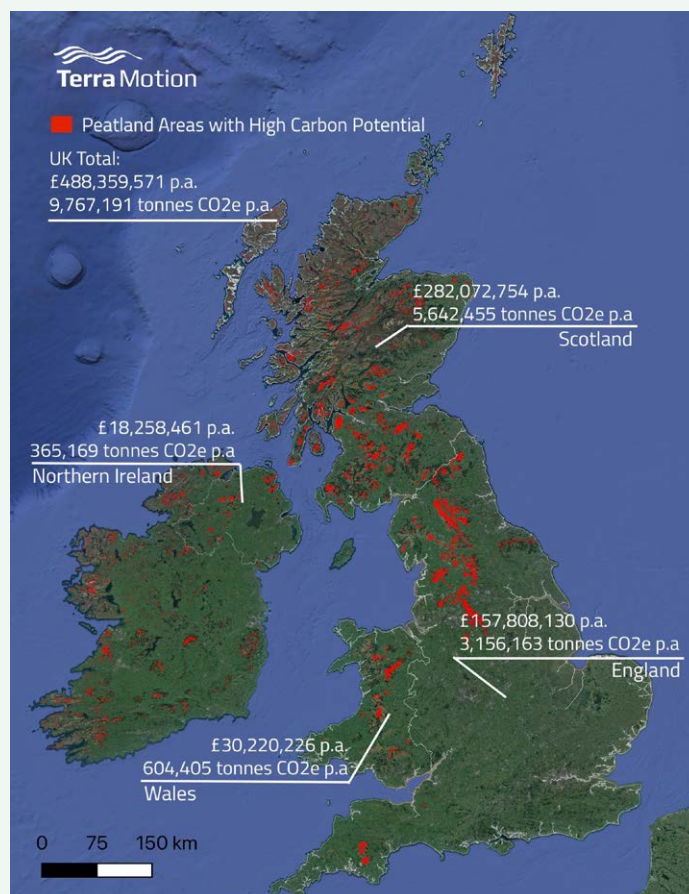 Terra Motion
Peatland Areas with High Carbon Potential
UK Total:
£488,359,571 p.a.
9,767,191 tonnes CO2e p.a.
£282,072,754 p.a.
5,642,455 tonnes CO2e p.a
Scotland
£18,258,461 p.a.
365,169 tonnes CO2e p.a
Northern Ireland
£157,808,130 p.a.
3,156,163 tonnes CO2e p.a
England
£30,220,226 p.a.
604,405 tonnes CO2e p.a
Wales
0 75 150 km